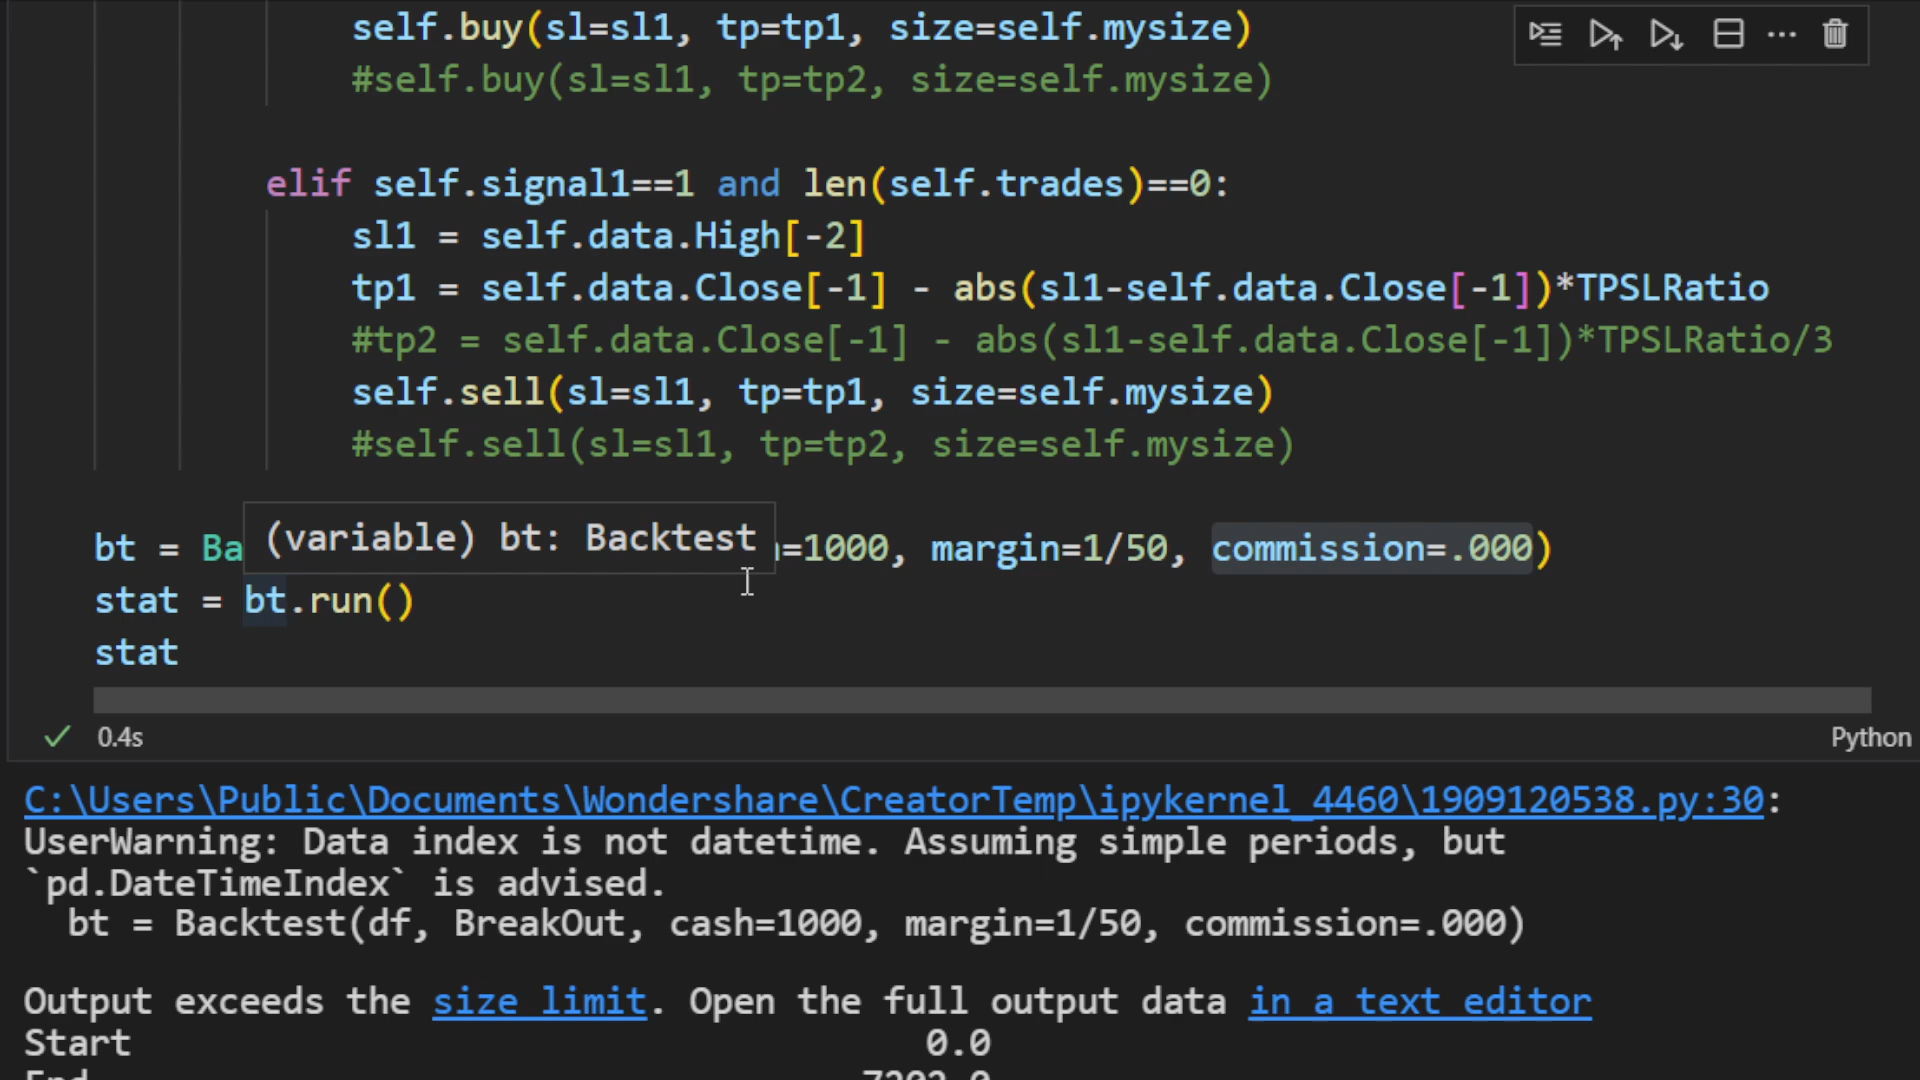 self.buy(sl=sl1, tp=tp1, size=self.mysize)
#self.buy(sl=sl1, tp=tp2, size=self.mysize)
elif self.signal1==1 and len(self.trades)==0:
sl1 = self.data.High[-2]
tp1 = self.data.Close[-1] - abs(sl1-self.data.Close[-1])*TPSLRatio
#tp2 = self.data.Close[-1] - abs(sl1-self.data.Close[-1])*TPSLRatio/3
self.sell(sl=sl1, tp=tp1, size=self.mysize)
#self.sell(sl=sl1, tp=tp2, size=self.mysize)
(variable) bt: Backtest
bt = Ba =1000, margin=1/50, commission=.000)
stat = bt.run()
stat
0.4s
Python
C:\Users\Public\Documents\Wondershare\CreatorTemp\ipykernel_4460\1909120538.py:30:
UserWarning: Data index is not datetime. Assuming simple periods, but
`pd.DateTimeIndex` is advised.
bt = Backtest(df, BreakOut, cash=1000, margin=1/50, commission=.000)
Output exceeds the size limit. Open the full output data in a text editor
Start 0.0